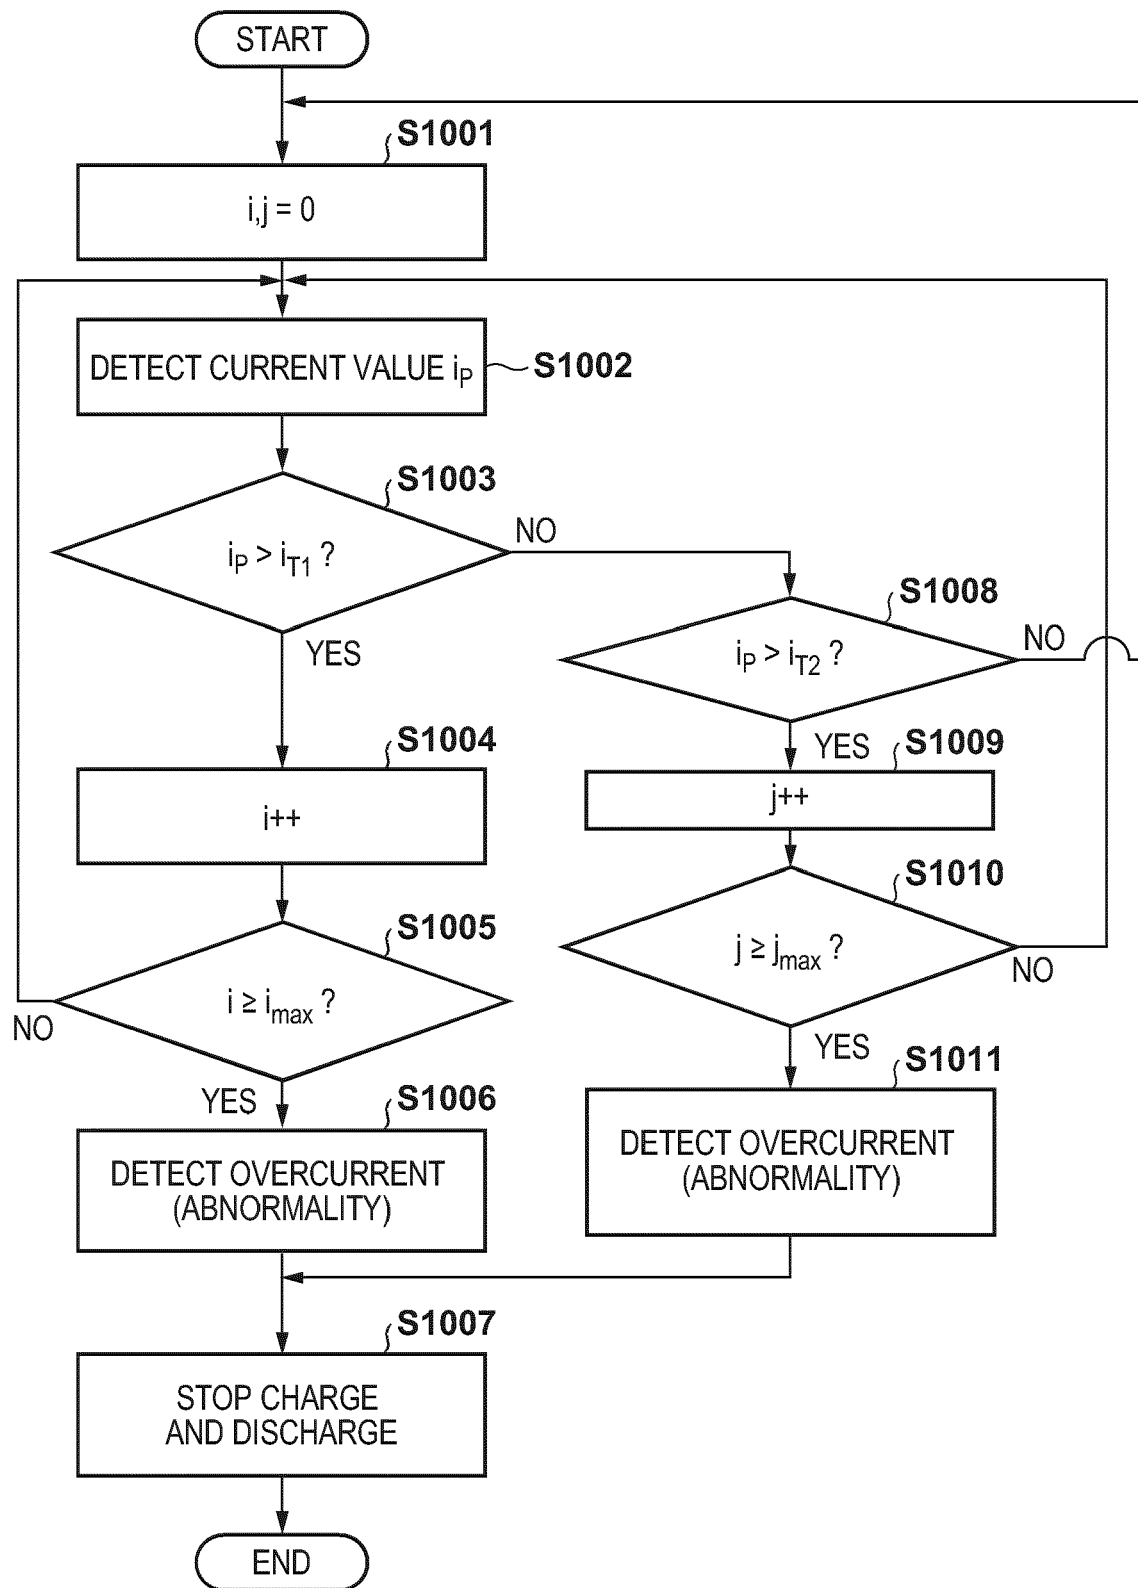 START
S1001
i,j = 0
DETECT CURRENT VALUE iP
S1002
S1003
iP > iT1 ?
NO
YES
S1008
iP > iT2 ?
NO
YES
S1004
i++
S1009
j++
S1005
i ≥ imax ?
NO
YES
S1010
j ≥ jmax ?
NO
YES
S1006
DETECT OVERCURRENT
(ABNORMALITY)
S1011
DETECT OVERCURRENT
(ABNORMALITY)
S1007
STOP CHARGE
AND DISCHARGE
END